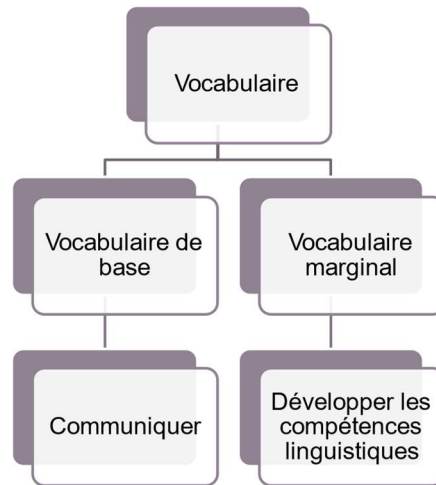 Vocabulaire
Vocabulaire de
base
Vocabulaire
marginal
Communiquer
Développer les
compétences
linguistiques